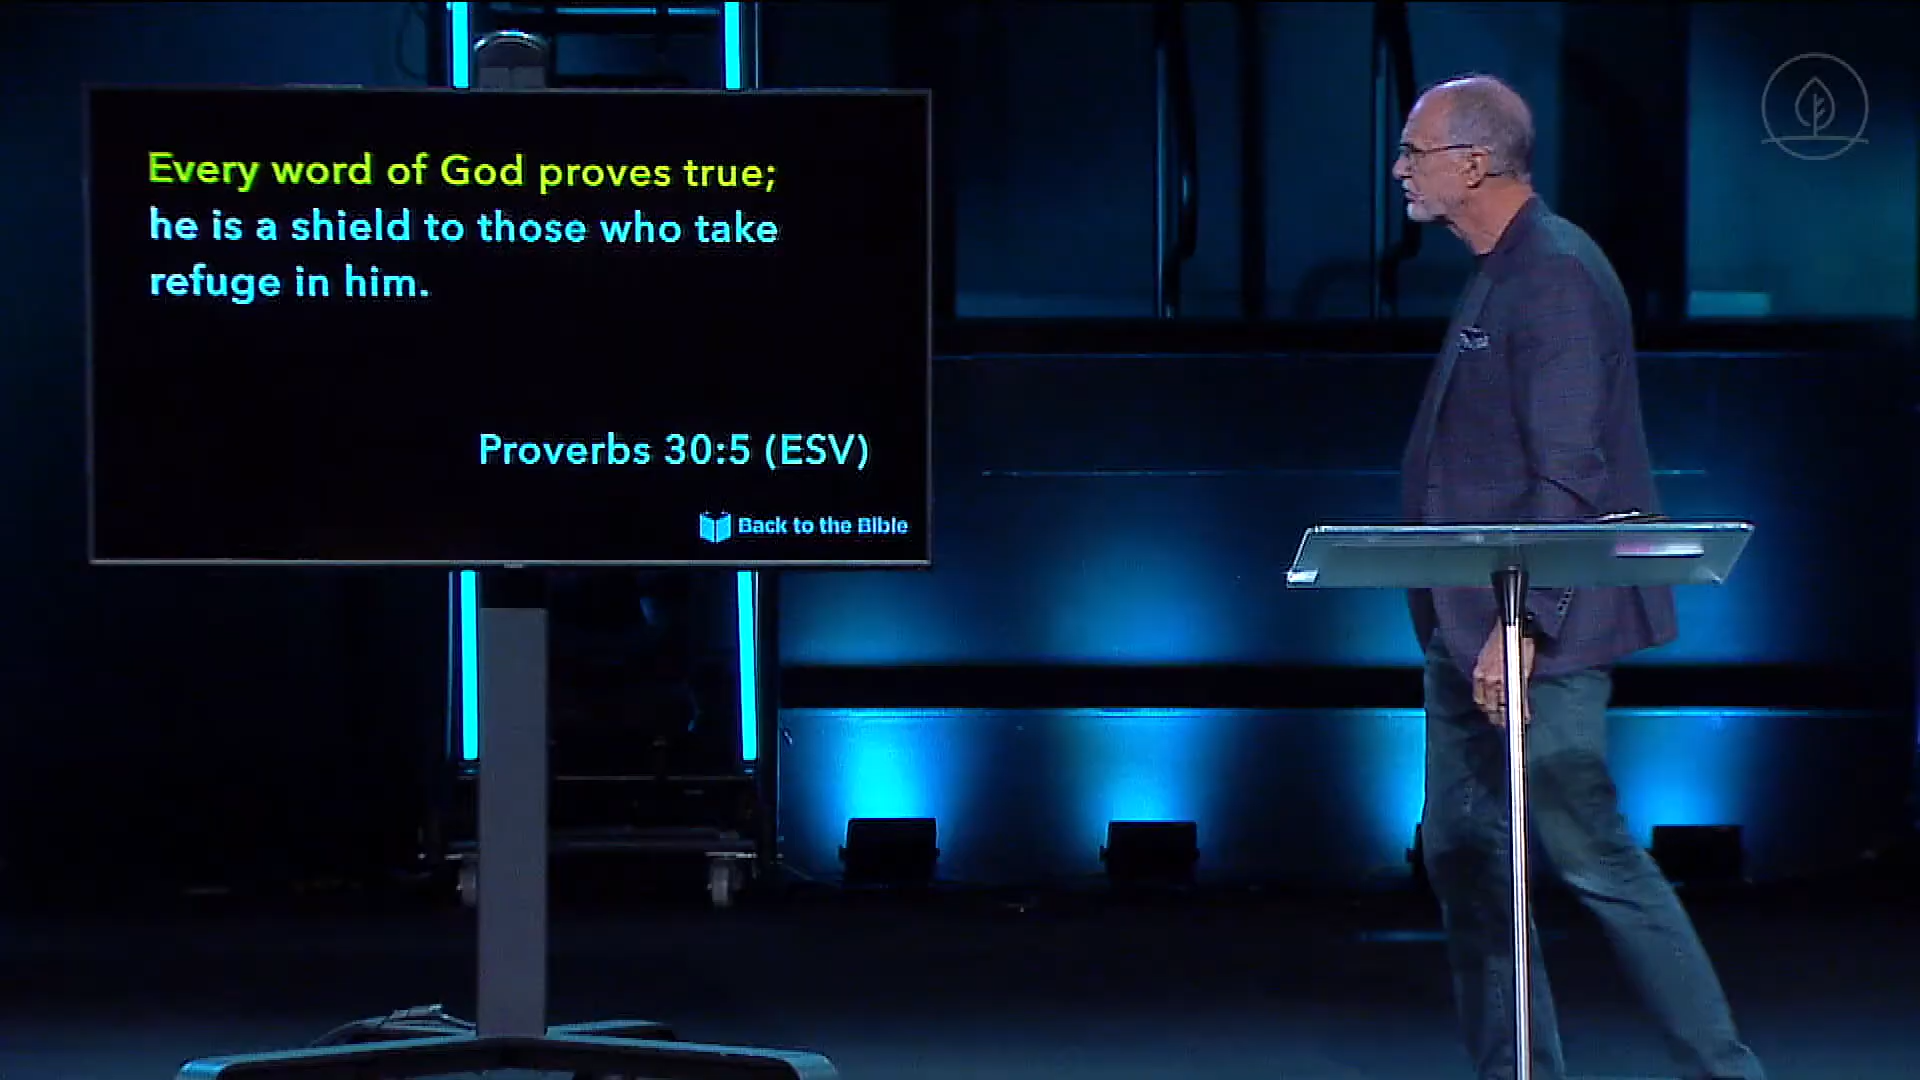 Every word of God proves true;
he is a shield to those who take
refuge in him.
Proverbs 30:5 (ESV)
Back to the Bible